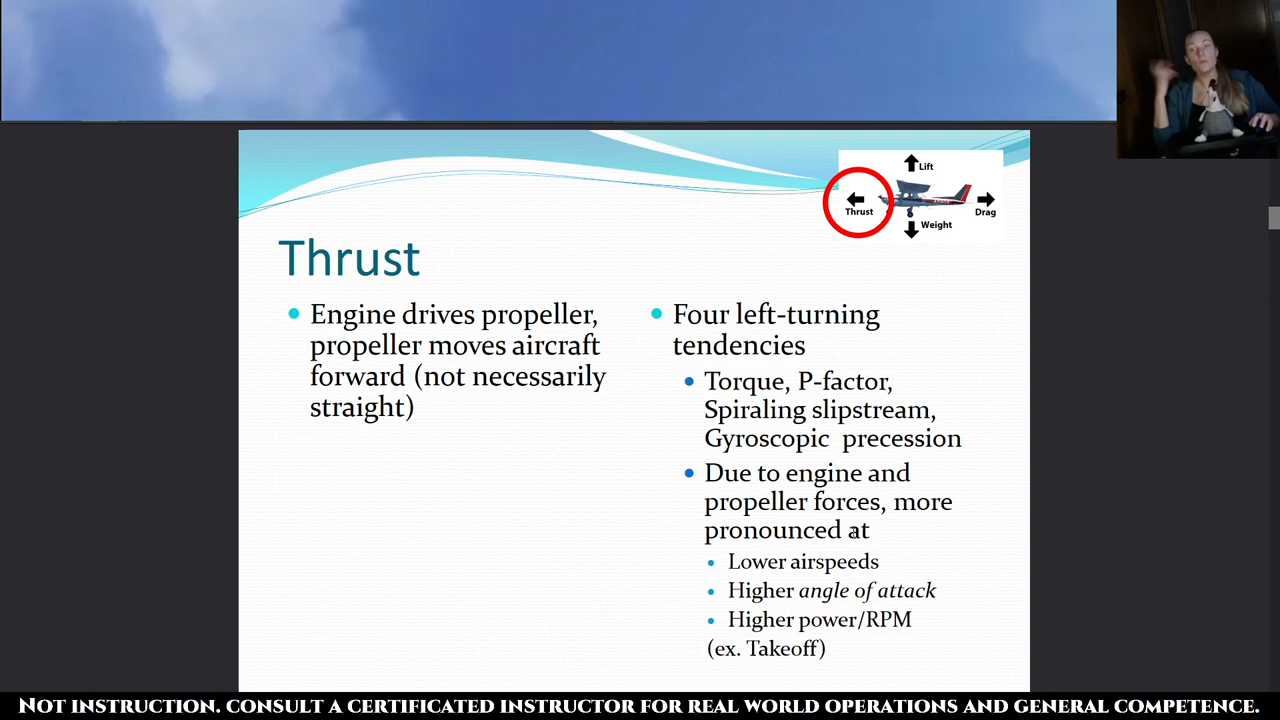 Lift
Thrust
Drag
Weight
Thrust
Engine drives propeller,
propeller moves aircraft
forward (not necessarily
straight)
Four left-turning
tendencies
Torque, P-factor,
Spiraling slipstream,
Gyroscopic precession
Due to engine and
propeller forces, more
pronounced at
Lower airspeeds
Higher angle of attack
Higher power/RPM
(ex. Takeoff)
Not instruction. Consult a certificated instructor for real world operations and general competence.